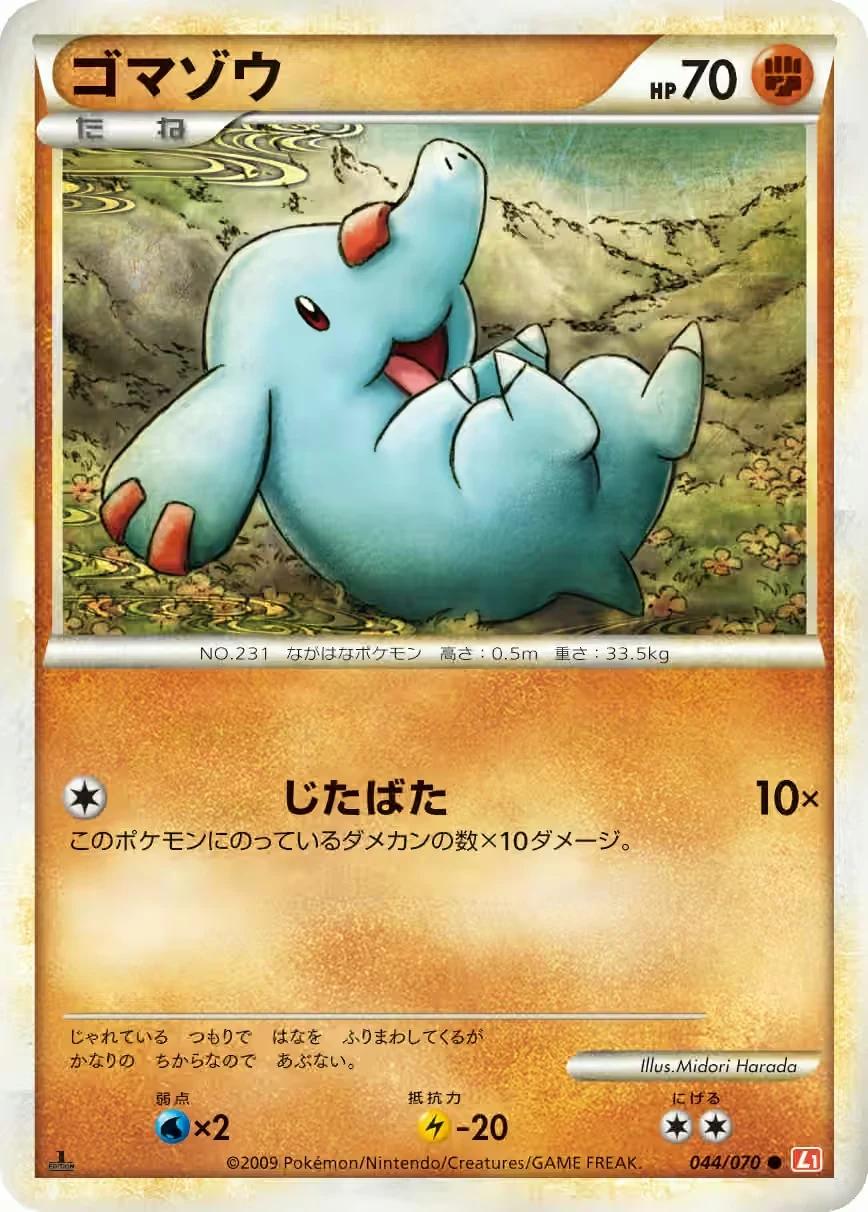 ゴマゾウ
HP70
たね
NO.231 ながはなポケモン 高さ：0.5m 重さ：33.5kg
じたばた 10×
このポケモンにのっているダメカンの数×10ダメージ。
じゃれている つもりで はなを ふりまわしてくるが
かなりの ちからなので あぶない。
Illus.Midori Harada
弱点 抵抗力 にげる
×2 -20
1 EDITION ©2009 Pokémon/Nintendo/Creatures/GAME FREAK. 044/070 ● L1